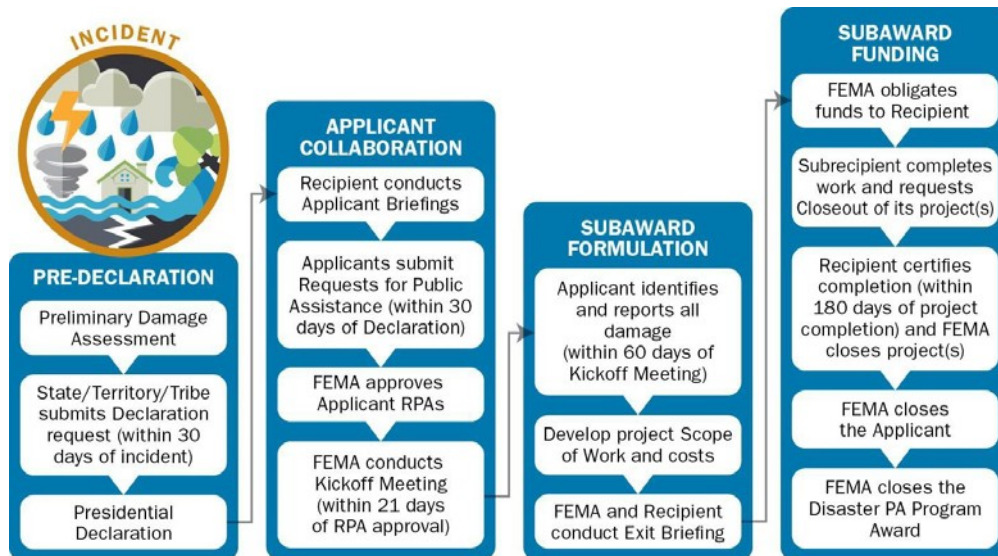 INCIDENT
PRE-DECLARATION
Preliminary Damage
Assessment
State/Territory/Tribe
submits Declaration
request (within 30
days of incident)
Presidential
Declaration
APPLICANT
COLLABORATION
Recipient conducts
Applicant Briefings
Applicants submit
Requests for Public
Assistance (within 30
days of Declaration)
FEMA approves
Applicant RPAs
FEMA conducts
Kickoff Meeting
(within 21 days
of RPA approval)
SUBAWARD
FORMULATION
Applicant identifies
and reports all
damage
(within 60 days of
Kickoff Meeting)
Develop project Scope
of Work and costs
FEMA and Recipient
conduct Exit Briefing
SUBAWARD
FUNDING
FEMA obligates
funds to Recipient
Subrecipient completes
work and requests
Closeout of its project(s)
Recipient certifies
completion (within
180 days of project
completion) and FEMA
closes project(s)
FEMA closes
the Applicant
FEMA closes the
Disaster PA Program
Award